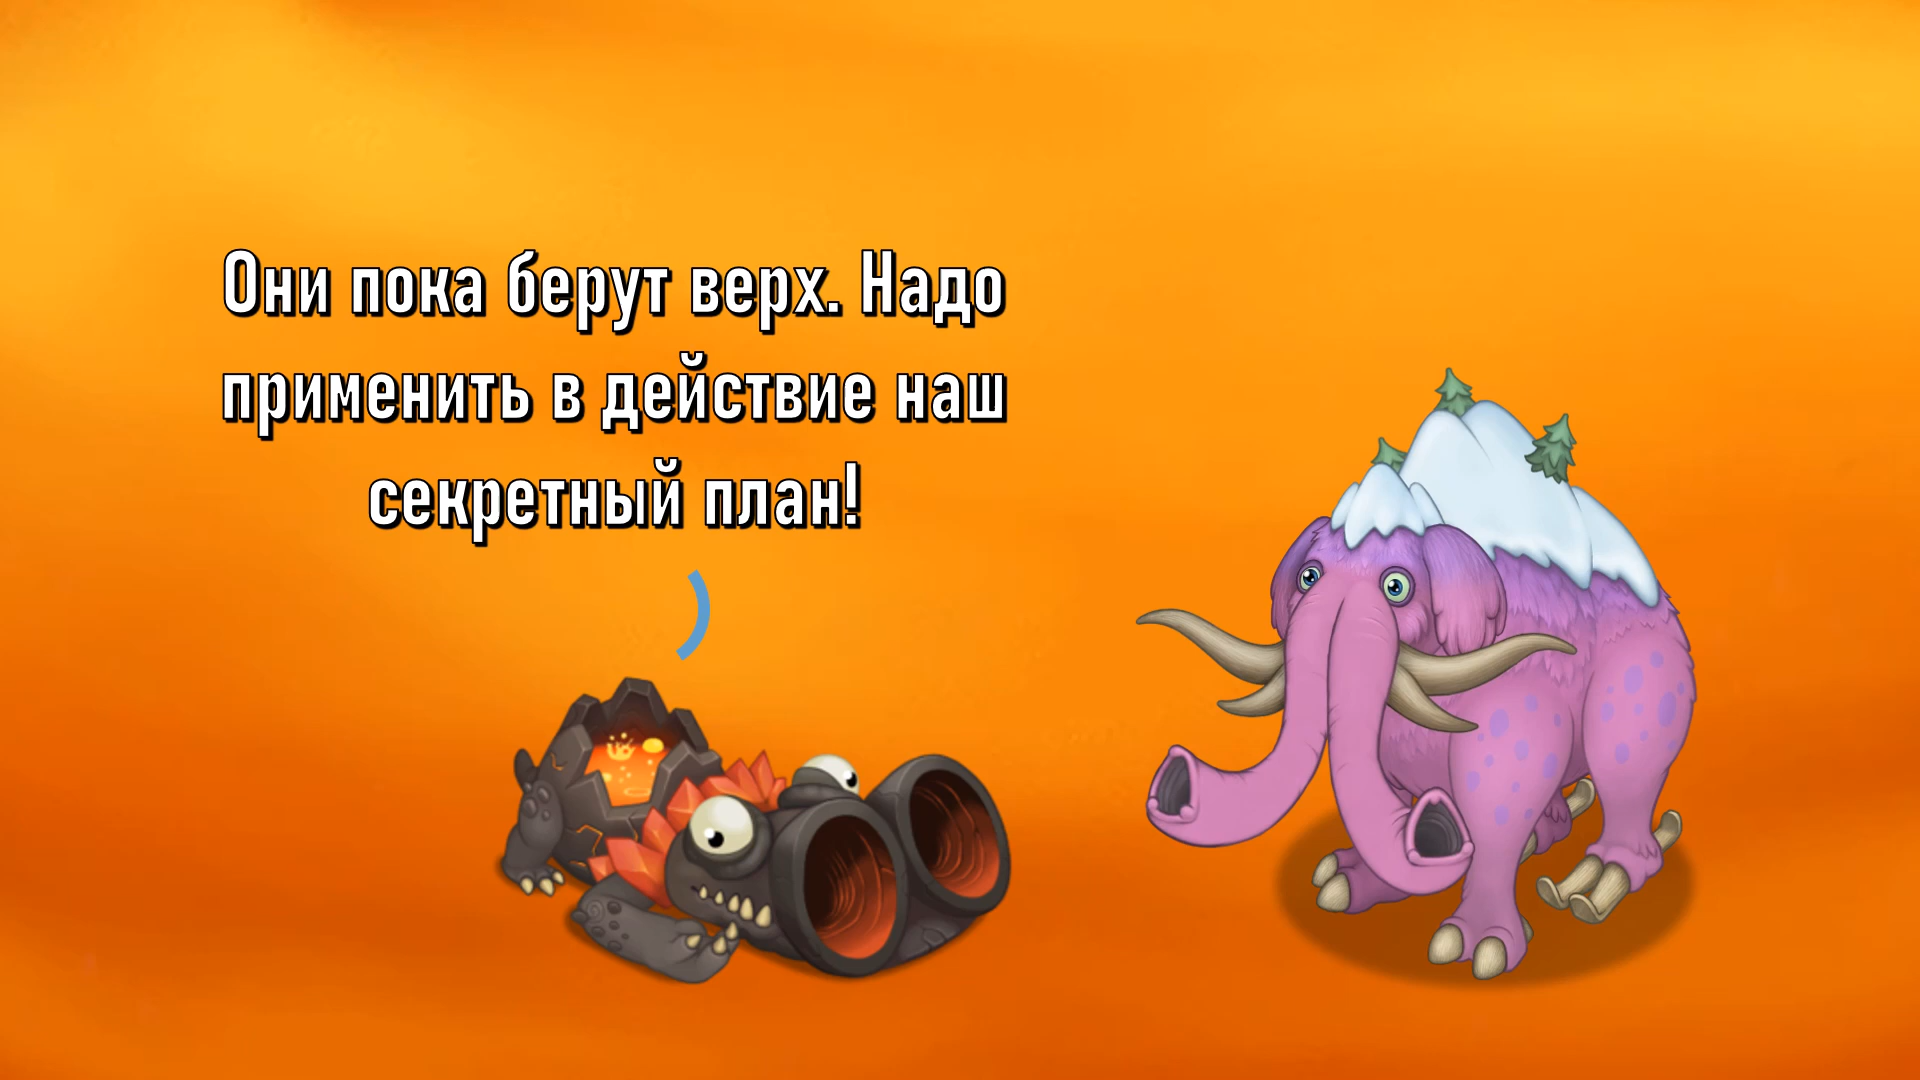 Они пока берут верх. Надо
применить в действие наш
секретный план!